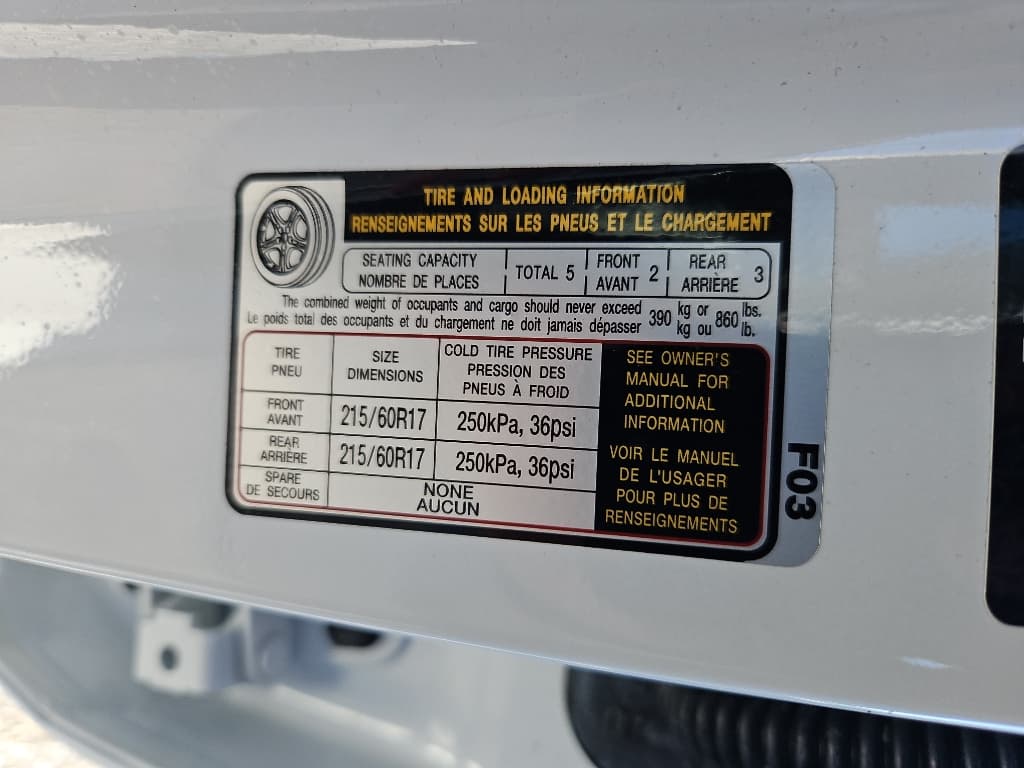 TIRE AND LOADING INFORMATION
RENSEIGNEMENTS SUR LES PNEUS ET LE CHARGEMENT
SEATING CAPACITY
NOMBRE DE PLACES
TOTAL 5
FRONT
AVANT 2
REAR
ARRIÈRE 3
The combined weight of occupants and cargo should never exceed 390 kg or 860 lbs.
Le poids total des occupants et du chargement ne doit jamais dépasser 390 kg ou 860 lb.
TIRE
PNEU
SIZE
DIMENSIONS
COLD TIRE PRESSURE
PRESSION DES
PNEUS À FROID
FRONT
AVANT
215/60R17
250kPa, 36psi
REAR
ARRIÈRE
215/60R17
250kPa, 36psi
SPARE
DE SECOURS
NONE
AUCUN
SEE OWNER'S
MANUAL FOR
ADDITIONAL
INFORMATION
VOIR LE MANUEL
DE L'USAGER
POUR PLUS DE
RENSEIGNEMENTS
F03